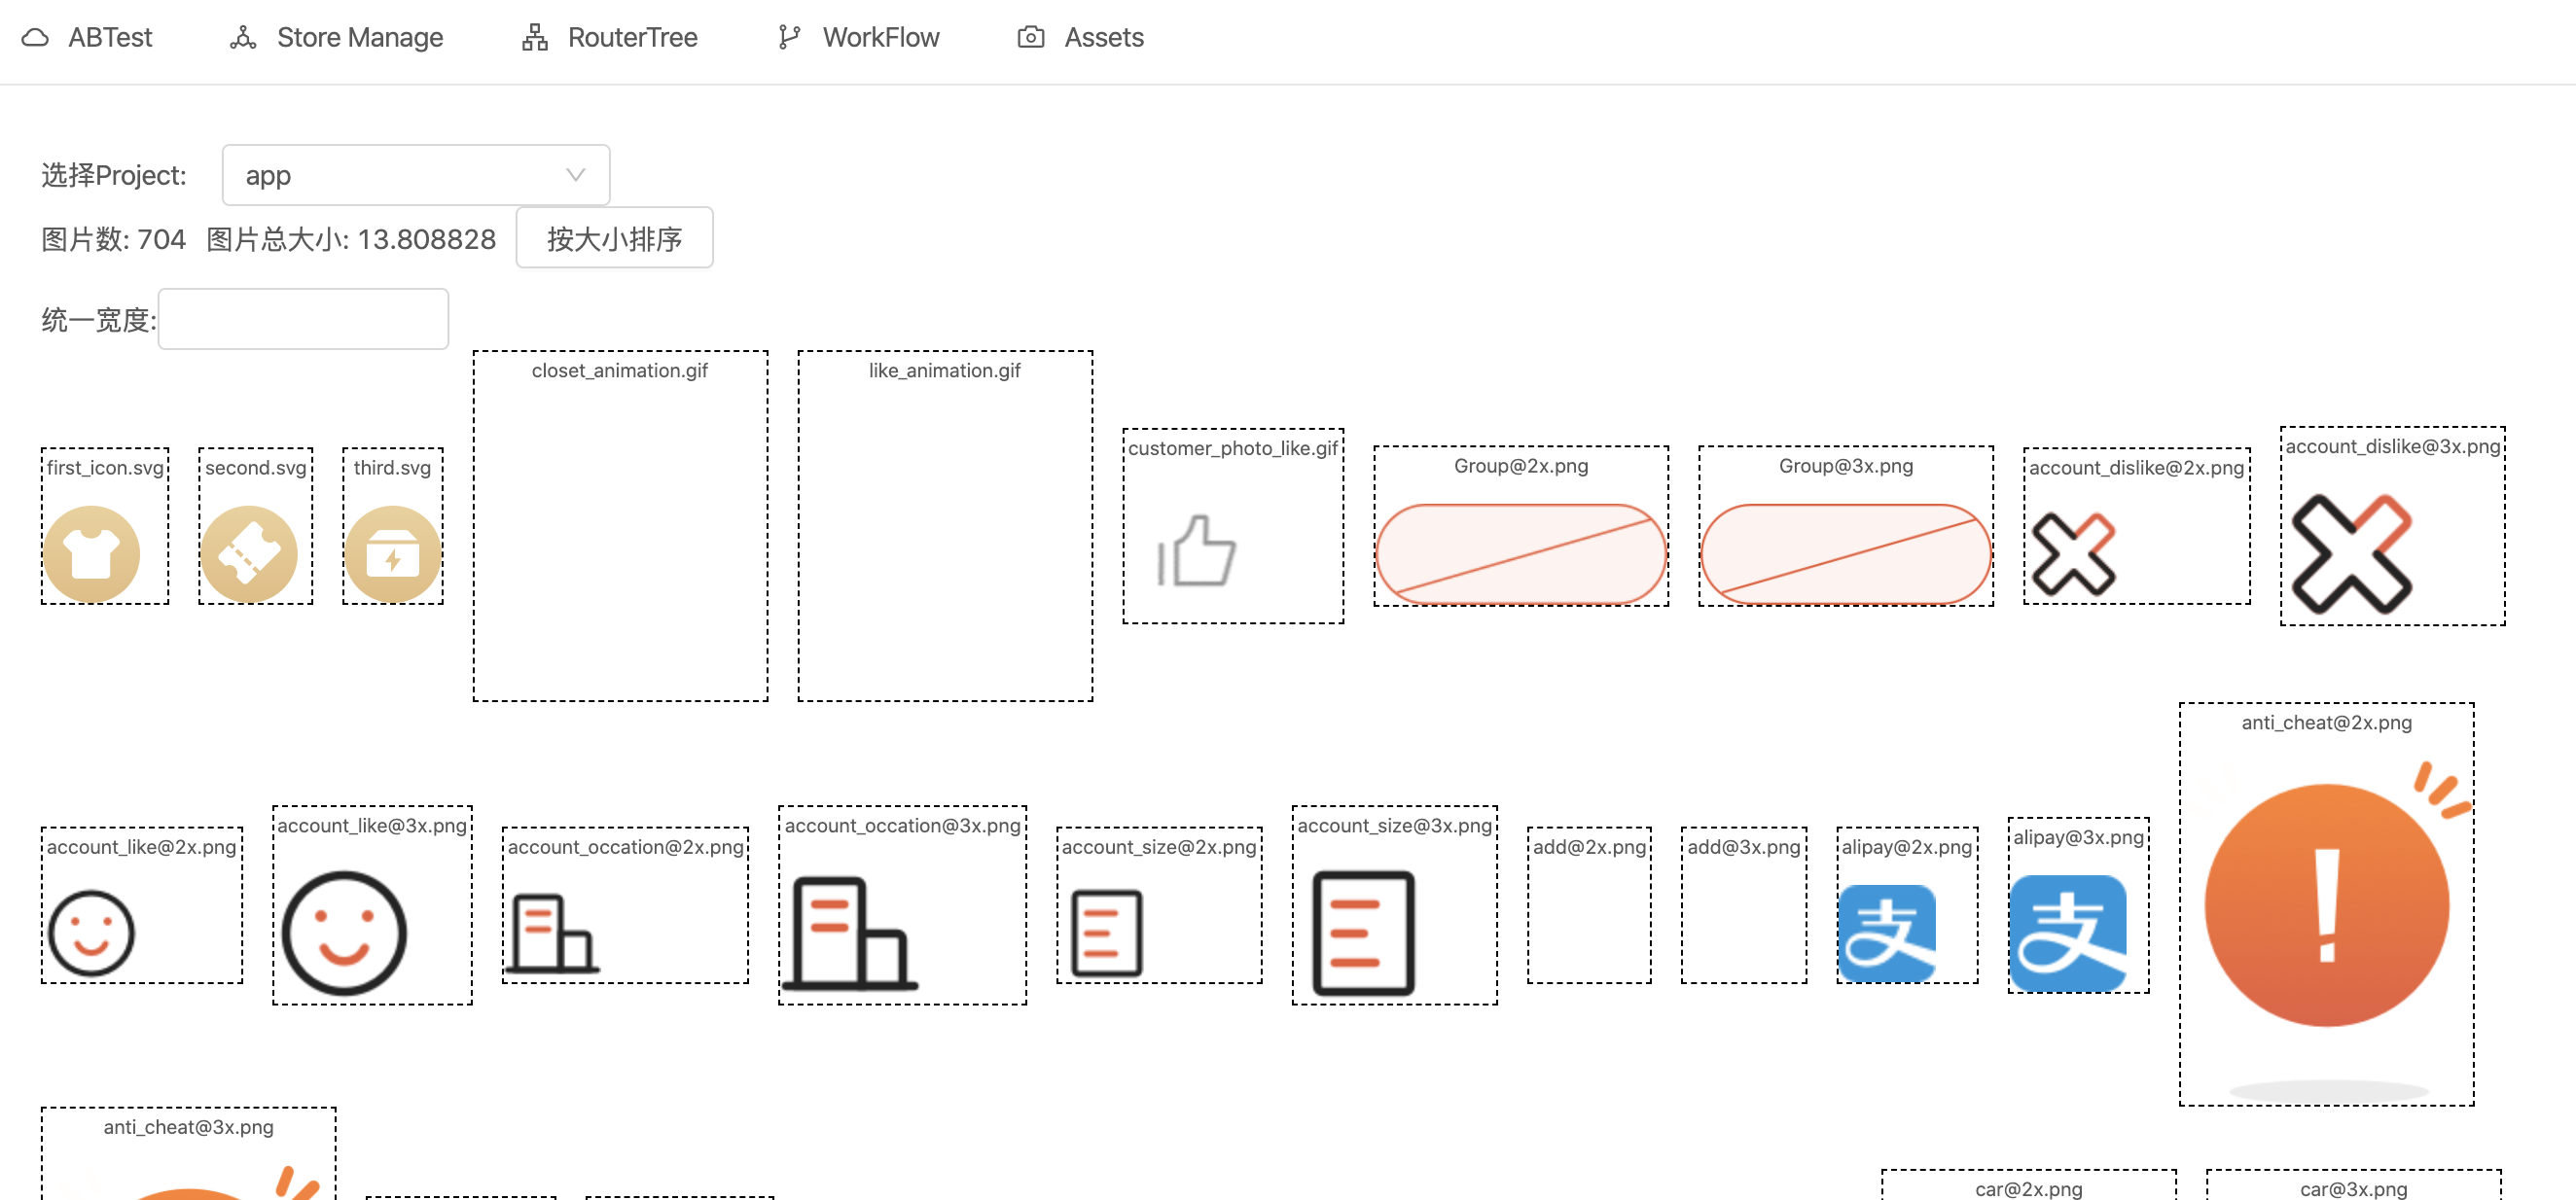 ABTest Store Manage RouterTree WorkFlow Assets
选择Project: app
图片数: 704 图片总大小: 13.808828 按大小排序
统一宽度:
closet_animation.gif like_animation.gif
first_icon.svg second.svg third.svg customer_photo_like.gif Group@2x.png Group@3x.png account_dislike@2x.png account_dislike@3x.png
anti_cheat@2x.png
account_like@2x.png account_like@3x.png account_occation@2x.png account_occation@3x.png account_size@2x.png account_size@3x.png add@2x.png add@3x.png alipay@2x.png alipay@3x.png
支 支
anti_cheat@3x.png
car@2x.png car@3x.png